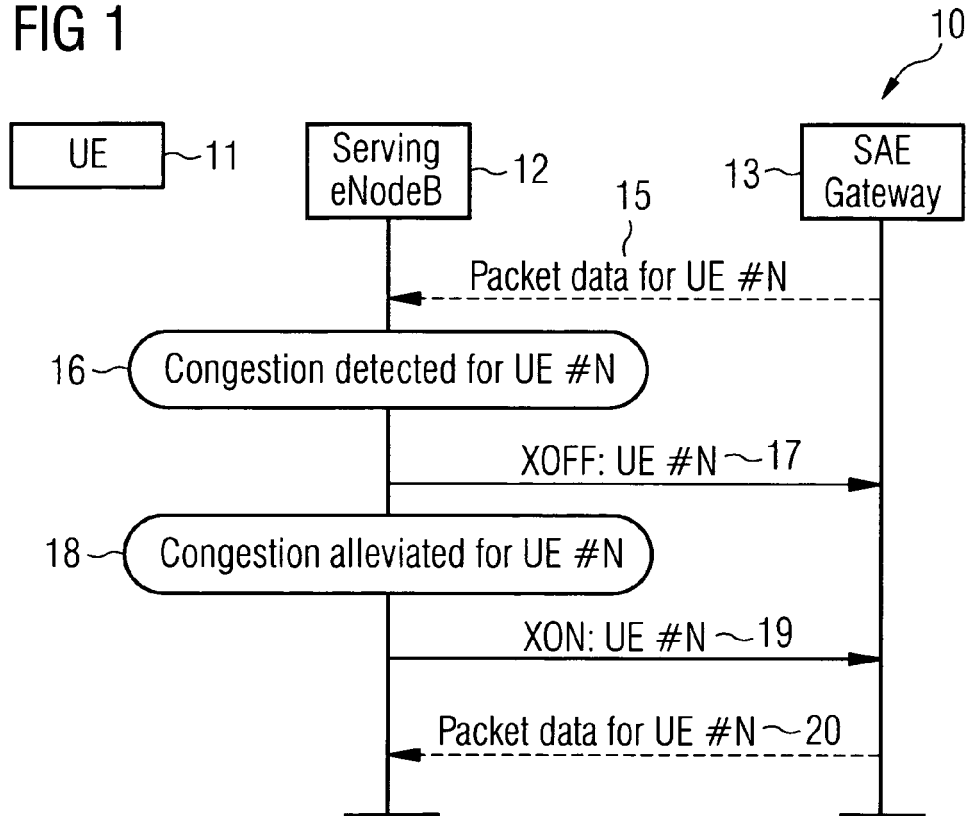 FIG 1
10
UE
11
Serving
eNodeB
12
13
SAE
Gateway
15
Packet data for UE #N
16
Congestion detected for UE #N
XOFF: UE #N
17
18
Congestion alleviated for UE #N
XON: UE #N
19
Packet data for UE #N
20